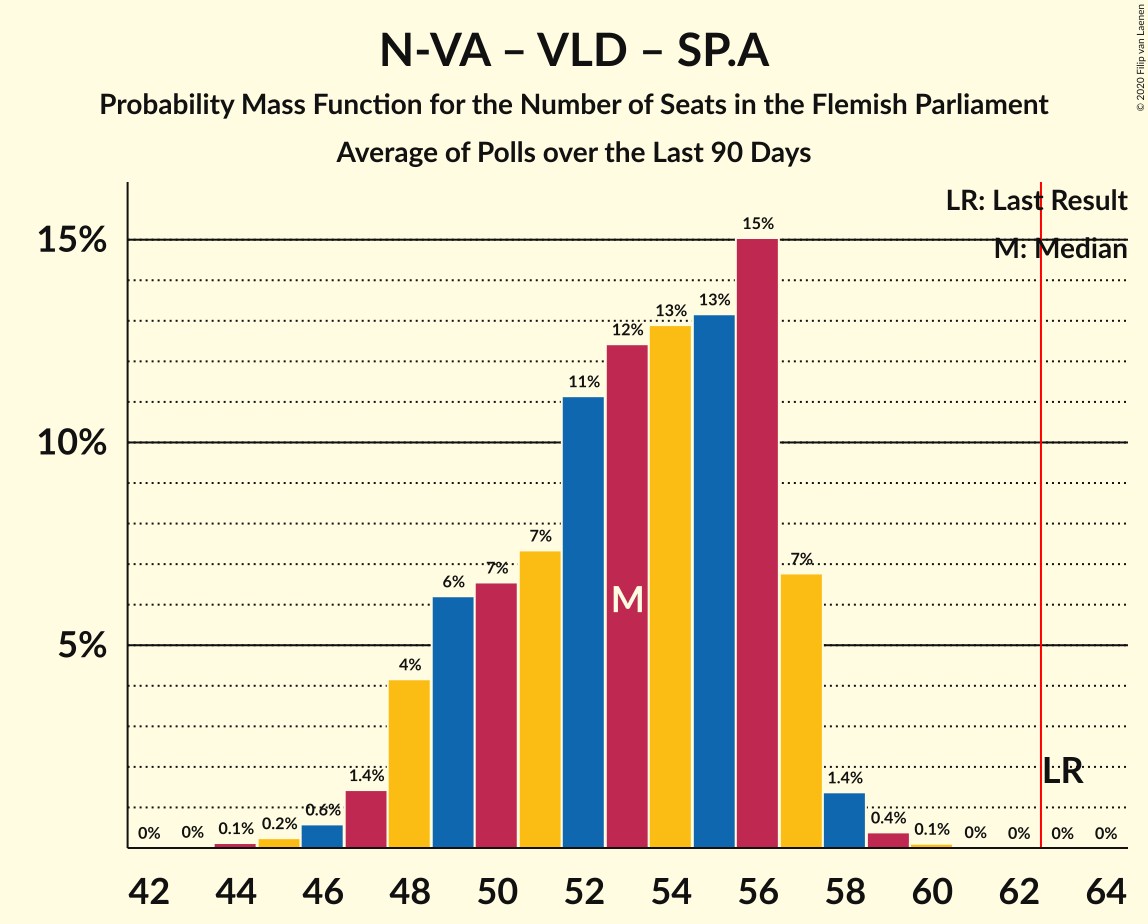 N-VA – VLD – SP.A
Probability Mass Function for the Number of Seats in the Flemish Parliament
Average of Polls over the Last 90 Days
© 2020 Filip van Laenen
LR: Last Result
M: Median
15%
10%
5%
0% 0% 0.1% 0.2% 0.6% 1.4% 4% 6% 7% 7% 11% 12% 13% 13% 15% 7% 1.4% 0.4% 0.1% 0% 0% 0% 0%
M
LR
42 44 46 48 50 52 54 56 58 60 62 64